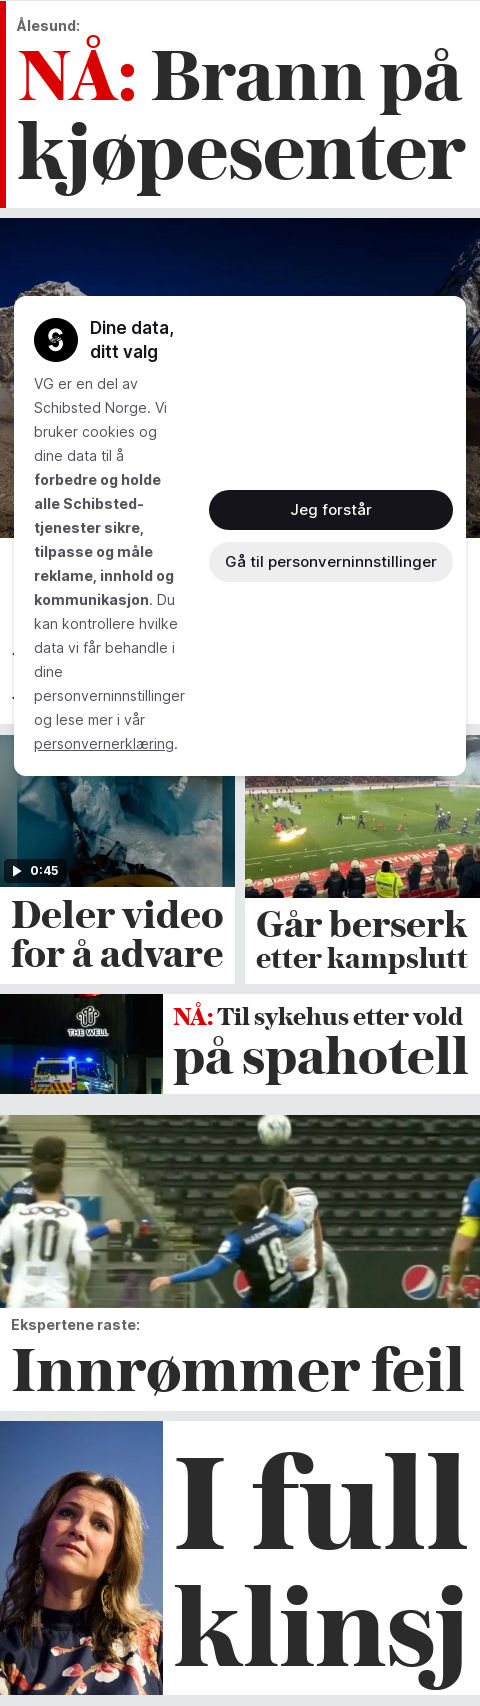 Ålesund:
NÅ: Brann på
kjøpesenter
Dine data,
ditt valg
VG er en del av
Schibsted Norge. Vi
bruker cookies og
dine data til å
forbedre og holde
alle Schibsted-
tjenester sikre,
tilpasse og måle
reklame, innhold og
kommunikasjon. Du
kan kontrollere hvilke
data vi får behandle i
dine
personverninnstillinger
og lese mer i vår
personvernerklæring.
Jeg forstår
Gå til personverninnstillinger
0:45
Deler video
for å advare
Går berserk
etter kampslutt
THE WELL
NÅ: Til sykehus etter vold
på spahotell
10
18
Ekspertene raste:
Innrømmer feil
I full
klinsj